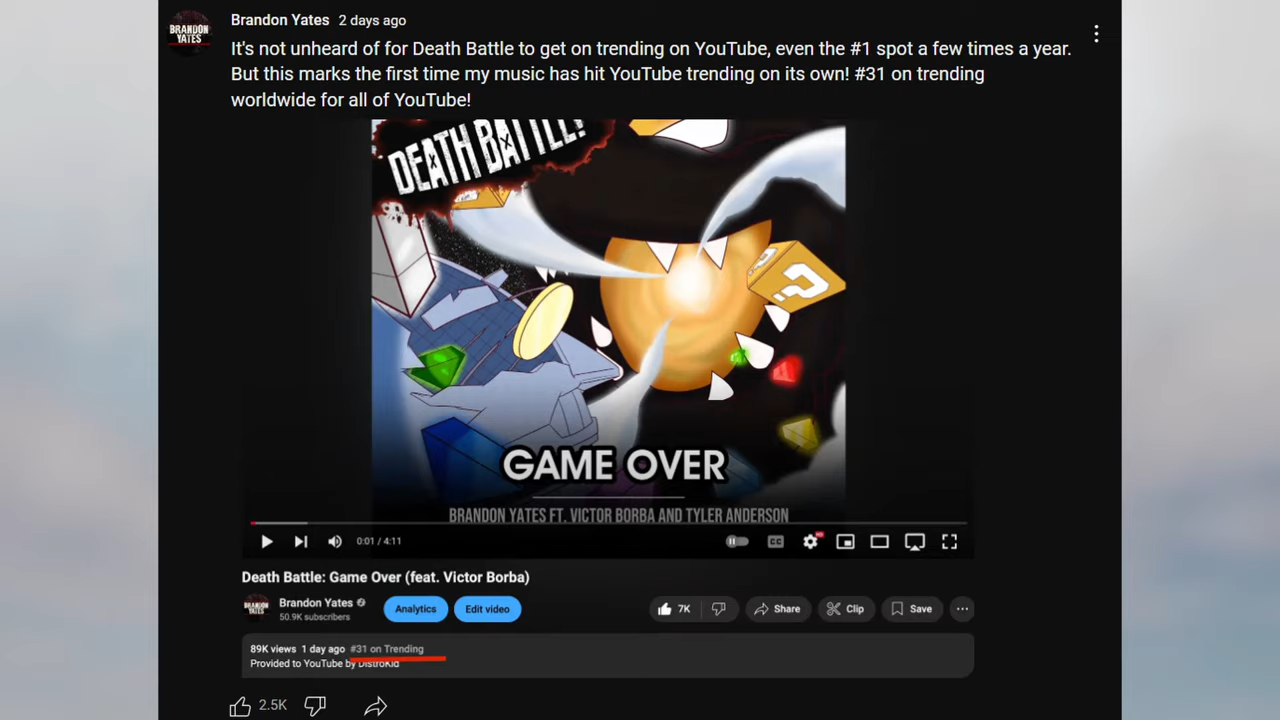 BRANDON
YATES
Brandon Yates 2 days ago
It's not unheard of for Death Battle to get on trending on YouTube, even the #1 spot a few times a year.
But this marks the first time my music has hit YouTube trending on its own! #31 on trending
worldwide for all of YouTube!
DEATH BATTLE!
?
GAME OVER
BRANDON YATES FT. VICTOR BORBA AND TYLER ANDERSON
0:01 / 4:11
CC
HD
Death Battle: Game Over (feat. Victor Borba)
BRANDON
YATES
Brandon Yates
50.9K subscribers
Analytics
Edit video
7K
Share
Clip
Save
89K views 1 day ago #31 on Trending
Provided to YouTube by DistroKid
2.5K